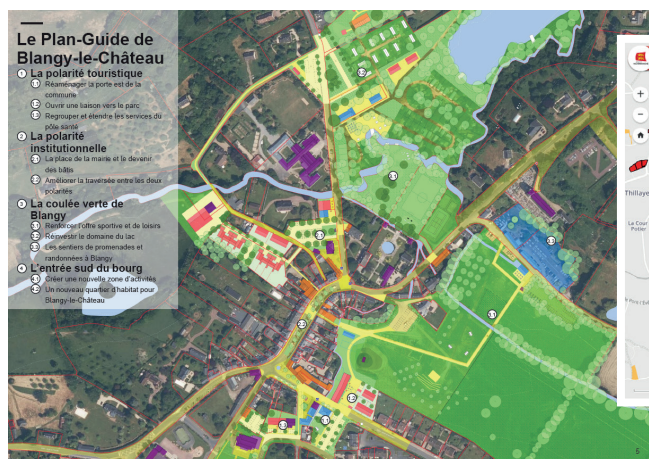 Le Plan-Guide de
Blangy-le-Château
1 La polarité touristique
1.1 Réaménager la porte est de la
commune
1.2 Ouvrir une liaison vers le parc
1.3 Regrouper et étendre les services du
pôle santé
2 La polarité
institutionnelle
2.1 La place de la mairie et le devenir
des bâtis
2.2 Améliorer la traversée entre les deux
polarités
3 La coulée verte de
Blangy
3.1 Renforcer l'offre sportive et de loisirs
3.2 Réinvestir le domaine du lac
3.3 Les sentiers de promenades et
randonnées à Blangy
4 L'entrée sud du bourg
4.1 Créer une nouvelle zone d'activités
4.2 Un nouveau quartier d'habitat pour
Blangy-le-Château
Thillaye
La Cour
Potier
5